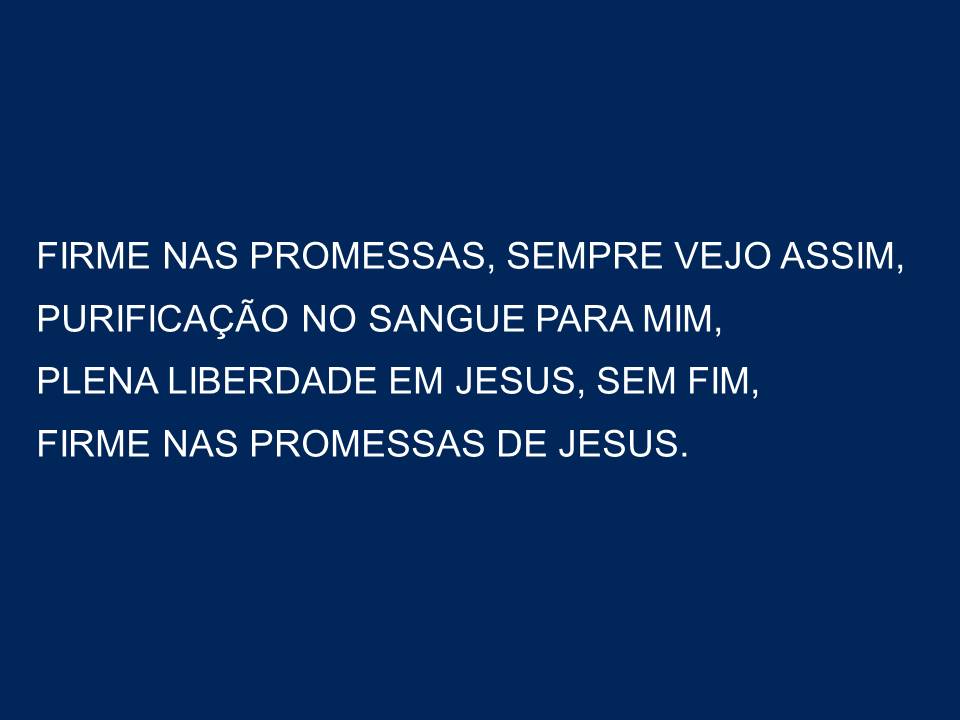 FIRME NAS PROMESSAS, SEMPRE VEJO ASSIM,
PURIFICAÇÃO NO SANGUE PARA MIM,
PLENA LIBERDADE EM JESUS, SEM FIM,
FIRME NAS PROMESSAS DE JESUS.